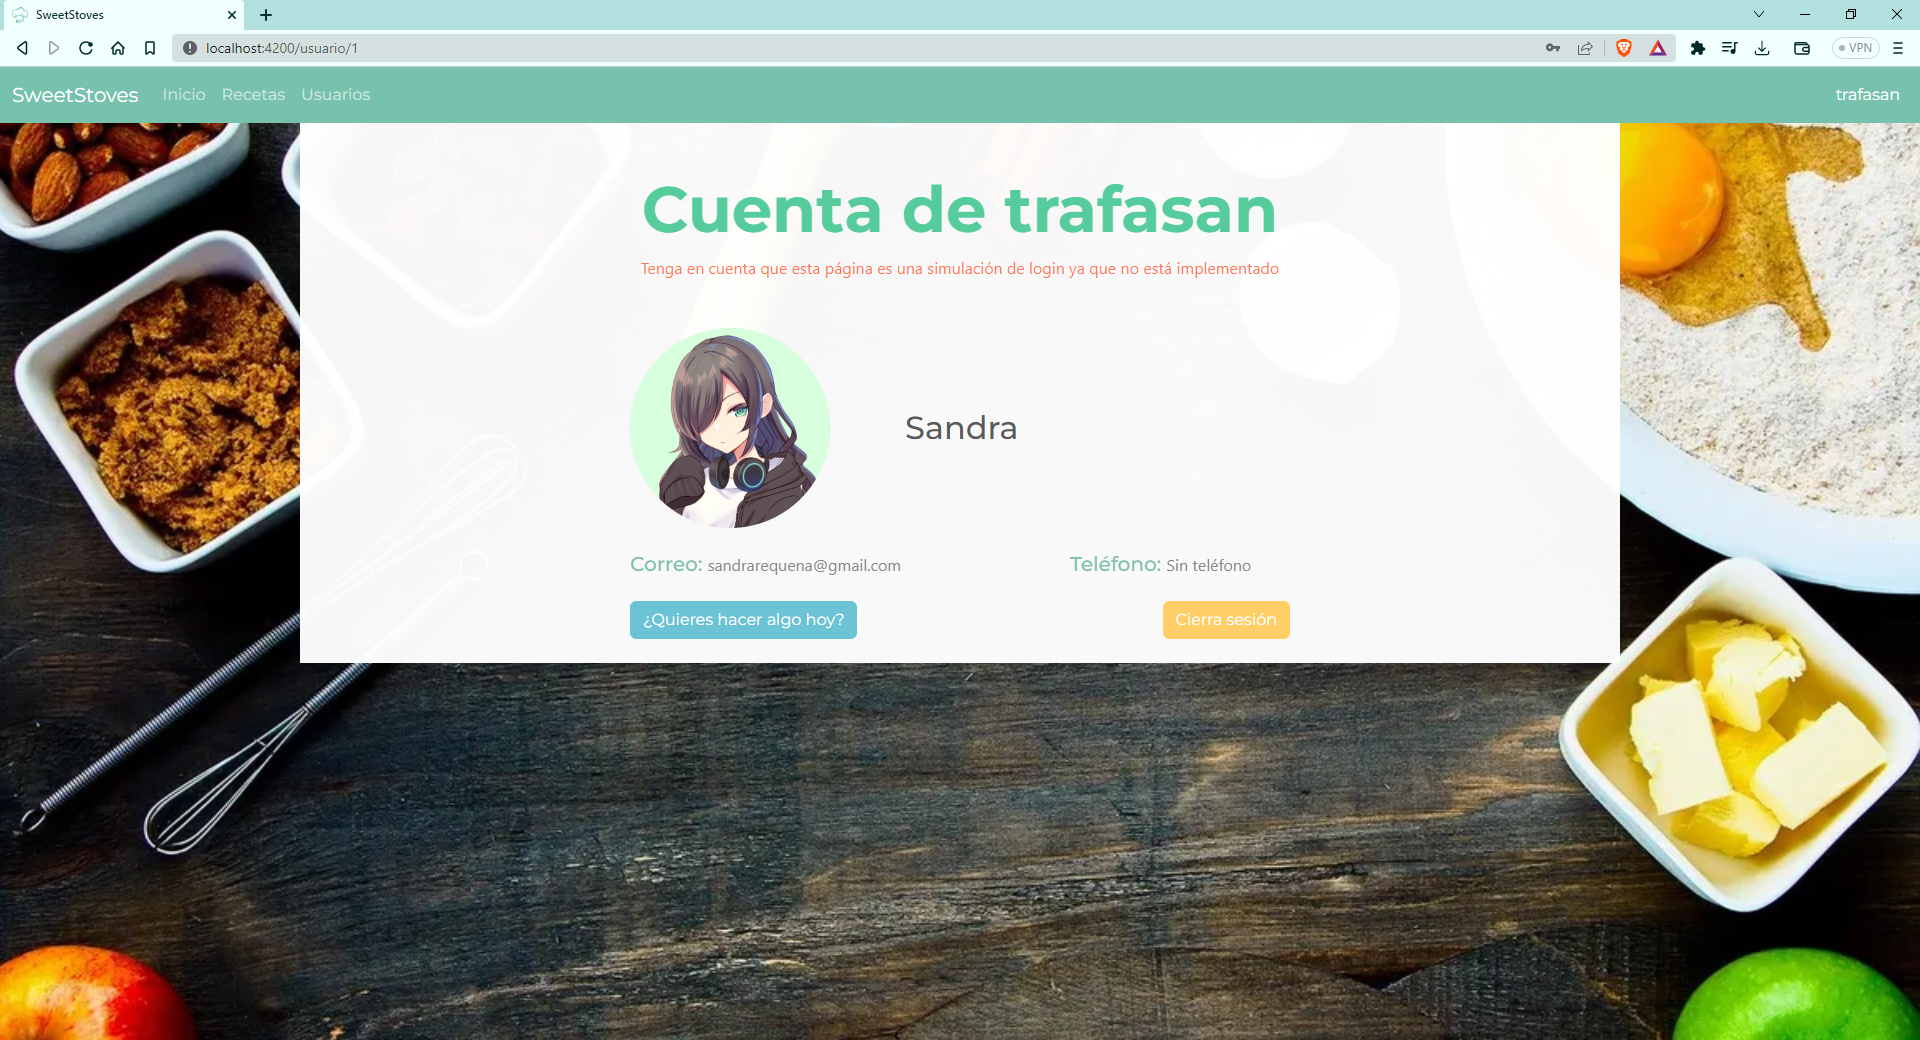 SweetStoves
localhost:4200/usuario/1
VPN
SweetStoves Inicio Recetas Usuarios trafasan
Cuenta de trafasan
Tenga en cuenta que esta página es una simulación de login ya que no está implementado
Sandra
Correo: sandrarequena@gmail.com Teléfono: Sin teléfono
¿Quieres hacer algo hoy? Cierra sesión